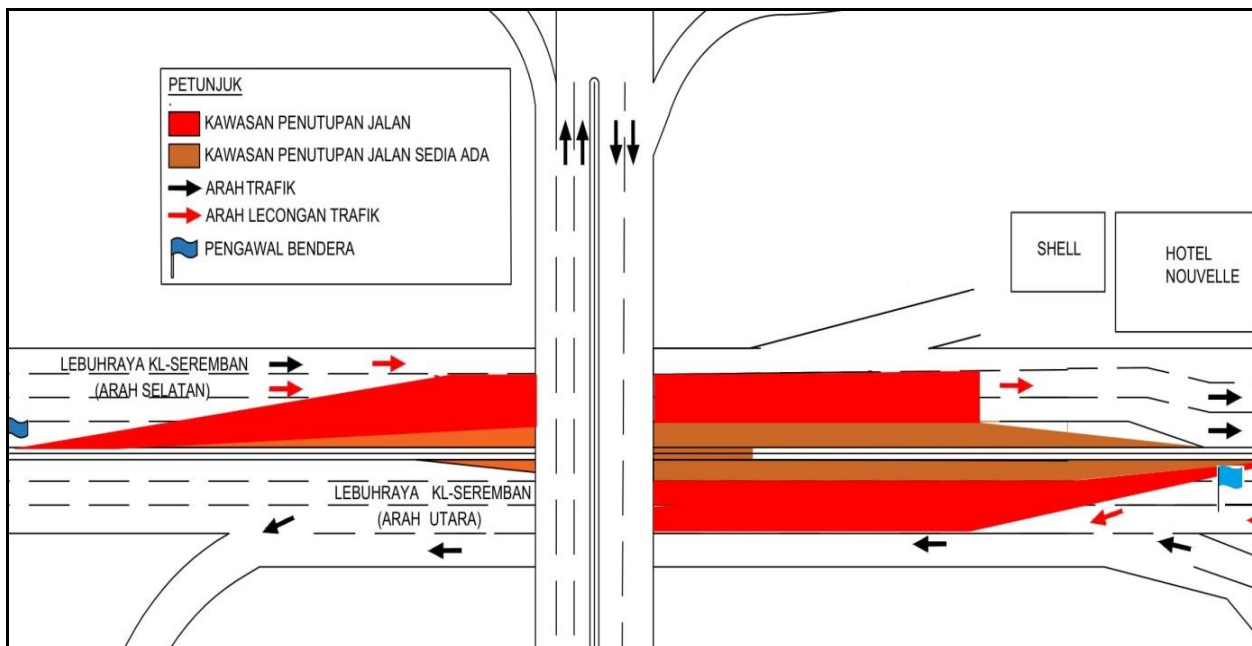 PETUNJUK
KAWASAN PENUTUPAN JALAN
KAWASAN PENUTUPAN JALAN SEDIA ADA
ARAH TRAFIK
ARAH LECONGAN TRAFIK
PENGAWAL BENDERA
SHELL
HOTEL
NOUVELLE
LEBUHRAYA KL-SEREMBAN
(ARAH SELATAN)
LEBUHRAYA KL-SEREMBAN
(ARAH UTARA)